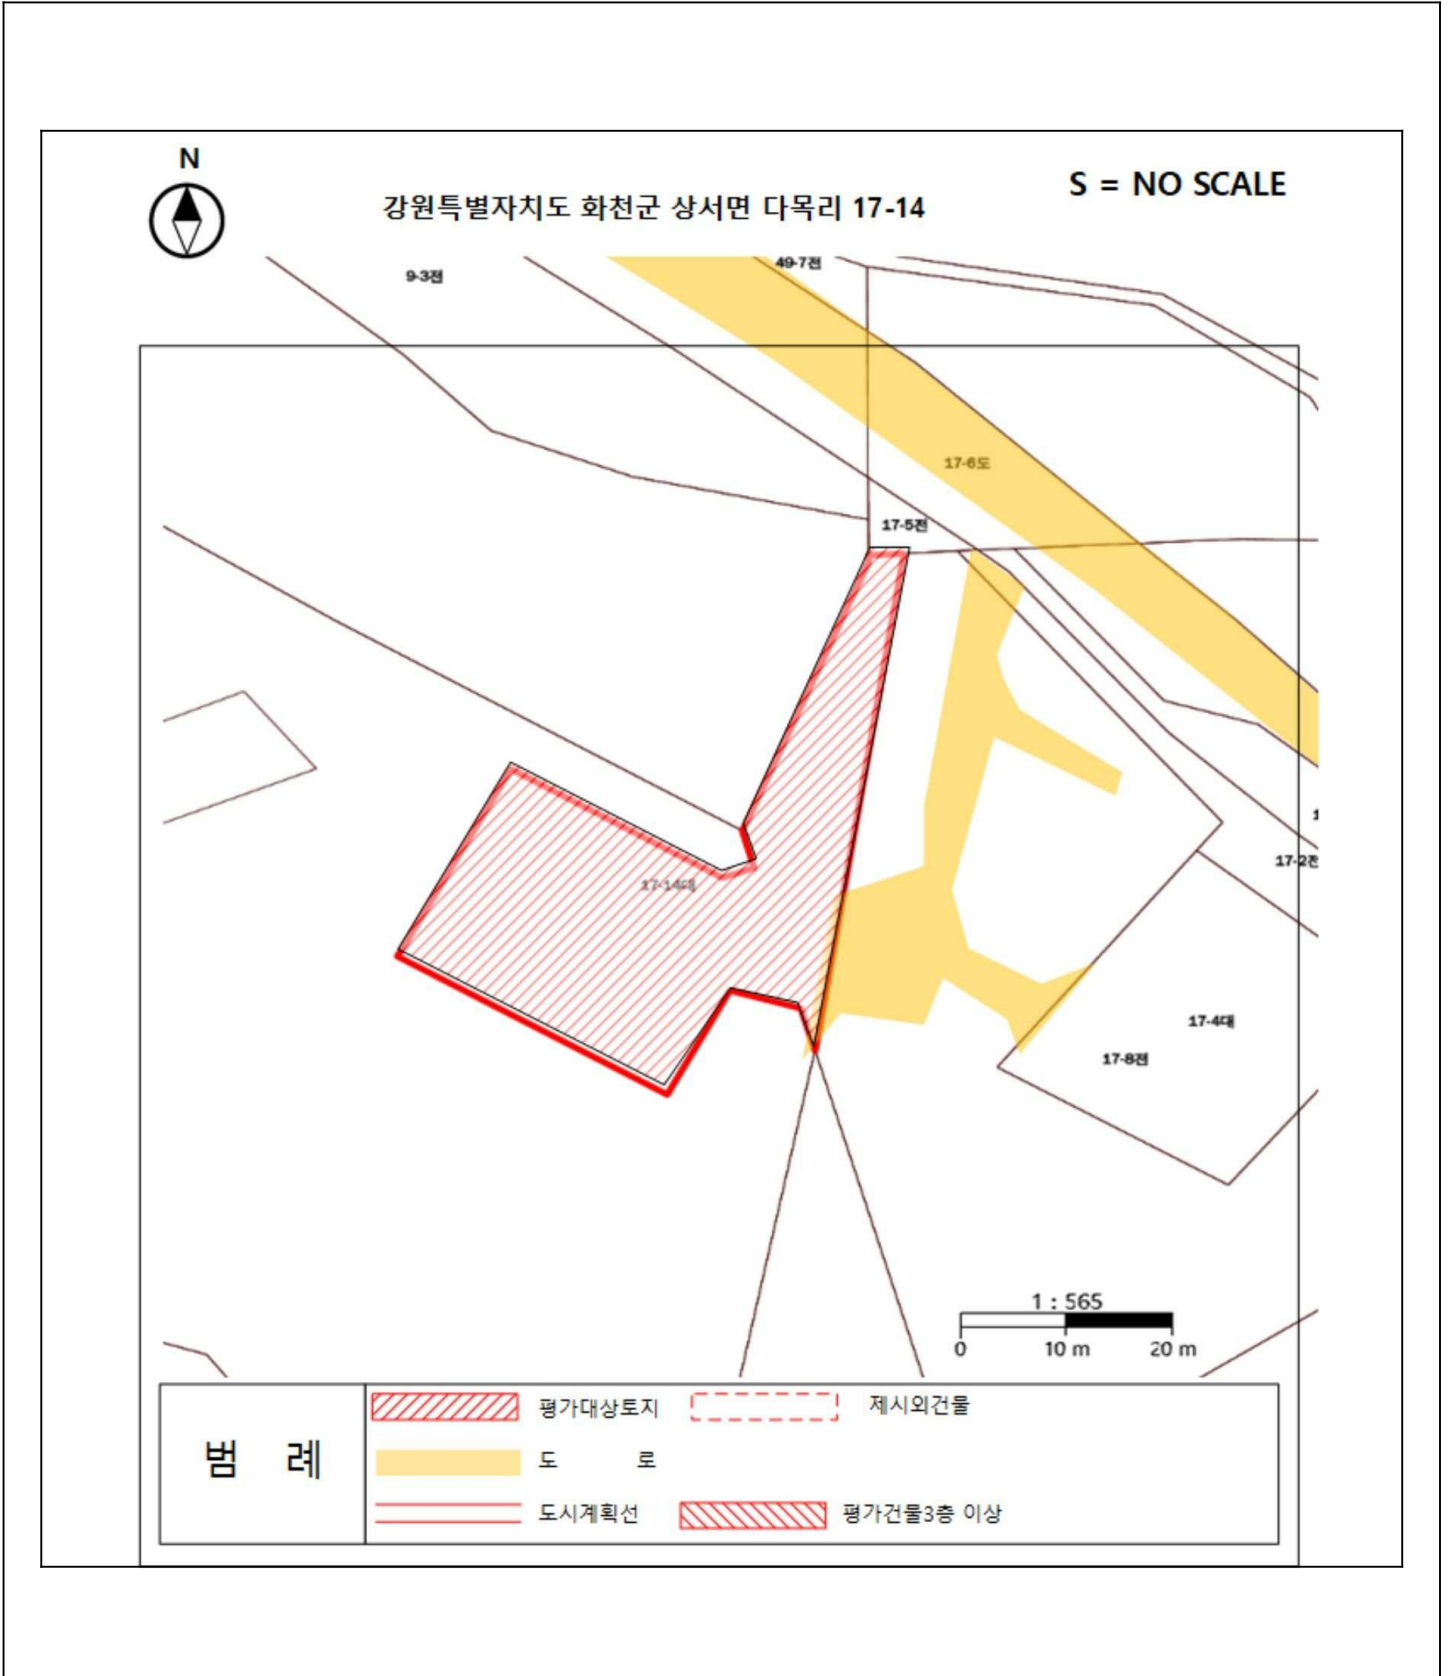 N
S = NO SCALE
강원특별자치도 화천군 상서면 다목리 17-14
49-7전
9-3전
17-6도
17-5전
17-2전
17-14대
17-4대
17-8전
1 : 565
0 10 m 20 m
평가대상토지 제시외건물
범 례
도 로
도시계획선 평가건물3층 이상